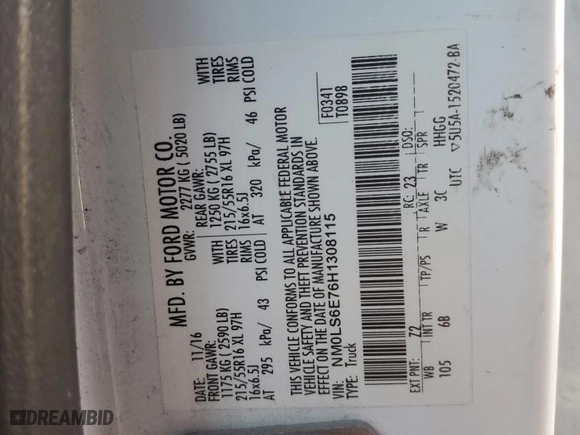 MFD. BY FORD MOTOR CO.
DATE: 11/16 GVWR: 2277 KG ( 5020 LB)
FRONT GAWR: REAR GAWR:
1175 KG ( 2590 LB) 1250 KG ( 2755 LB) WITH
215/55R16 XL 97H TIRES 215/55R16 XL 97H TIRES
16x6.5J RIMS 16x6.5J RIMS
AT 295 kPa/ 43 PSI COLD AT 320 kPa/ 46 PSI COLD
WITH
THIS VEHICLE CONFORMS TO ALL APPLICABLE FEDERAL MOTOR
VEHICLE SAFETY AND THEFT PREVENTION STANDARDS IN
EFFECT ON THE DATE OF MANUFACTURE SHOWN ABOVE.
VIN: NM0LS6E76H1308115
TYPE: Truck
F0341
T0898
EXT PNT: Z2 RC: 23 DSO:
WB INT TR TP/PS R AXLE TR SPR
105 6B W 3C HHGG
UTC ▽5U5A-1520472-BA
DREAMBID